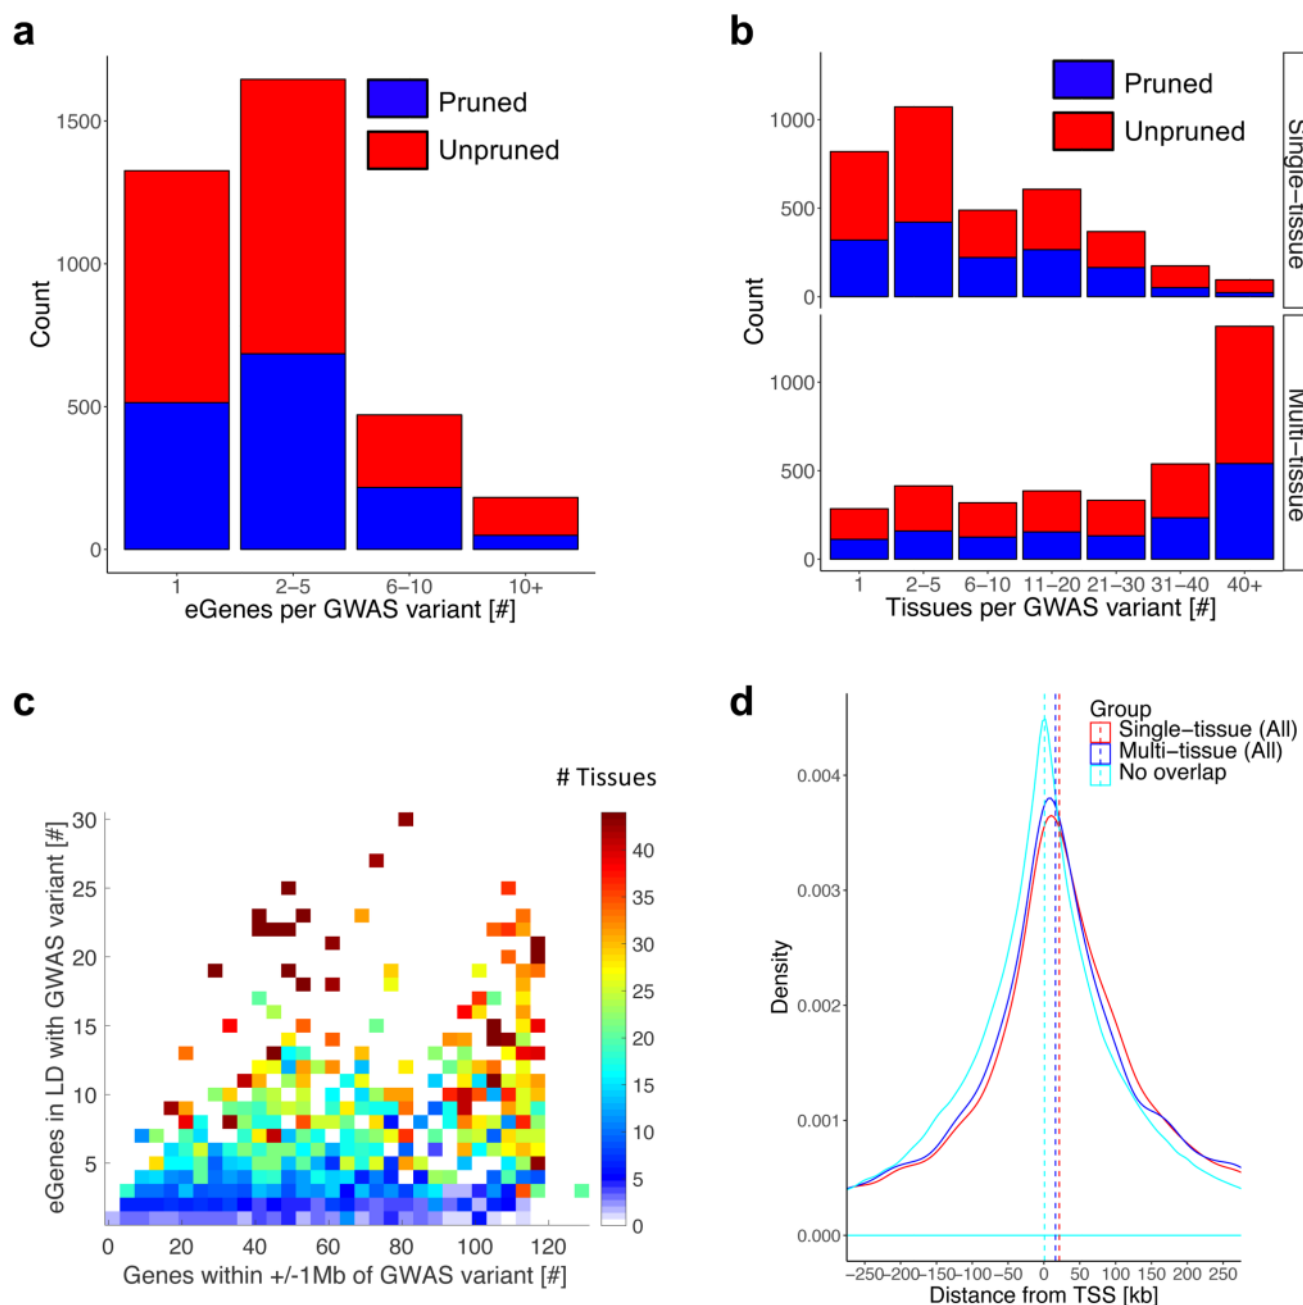 a
1500
1000
500
0
Count
Pruned
Unpruned
1 2−5 6−10 10+
eGenes per GWAS variant [#]
b
1000
500
0
1000
500
0
Count
Pruned
Unpruned
Single−tissue
Multi−tissue
1 2−5 6−10 11−20 21−30 31−40 40+
Tissues per GWAS variant [#]
c
# Tissues
30
25
20
15
10
5
eGenes in LD with GWAS variant [#]
40
35
30
25
20
15
10
5
0
0 20 40 60 80 100 120
Genes within +/-1Mb of GWAS variant [#]
d
Group
Single−tissue (All)
Multi−tissue (All)
No overlap
0.004
0.003
0.002
0.001
0.000
Density
−250−200−150−100−50 0 50 100 150 200 250
Distance from TSS [kb]